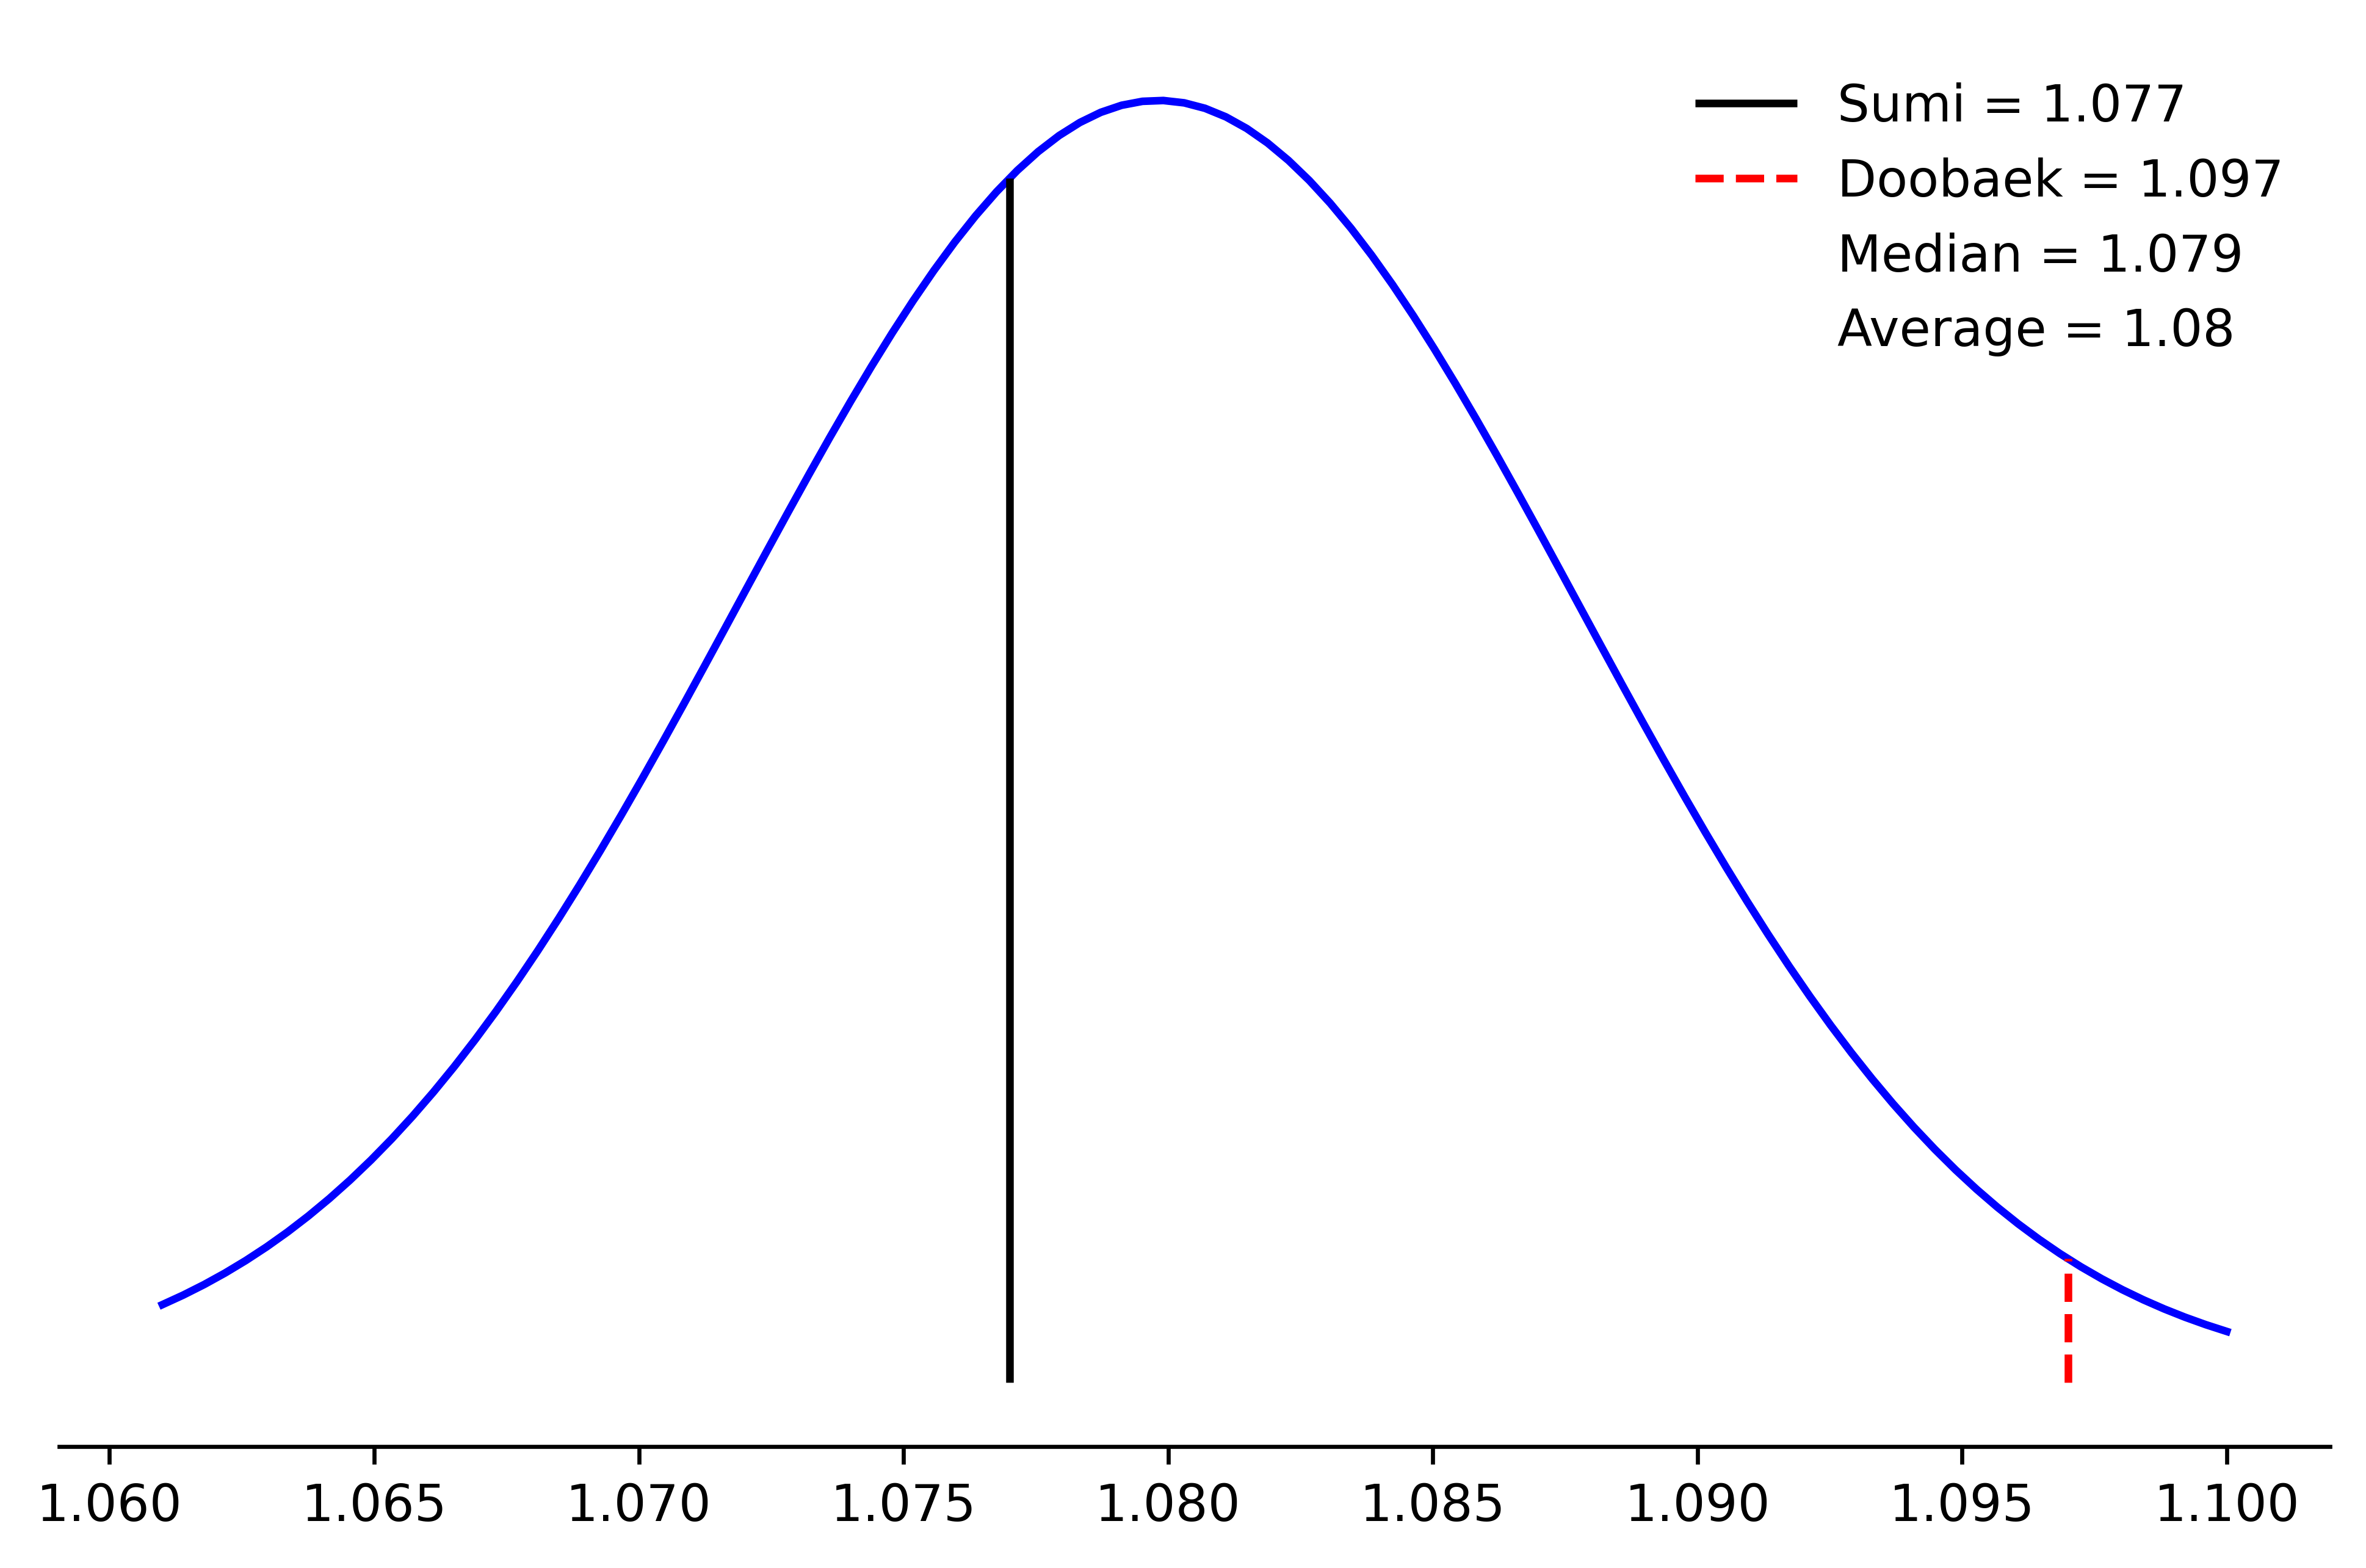 Sumi = 1.077
Doobaek = 1.097
Median = 1.079
Average = 1.08
1.060 1.065 1.070 1.075 1.080 1.085 1.090 1.095 1.100